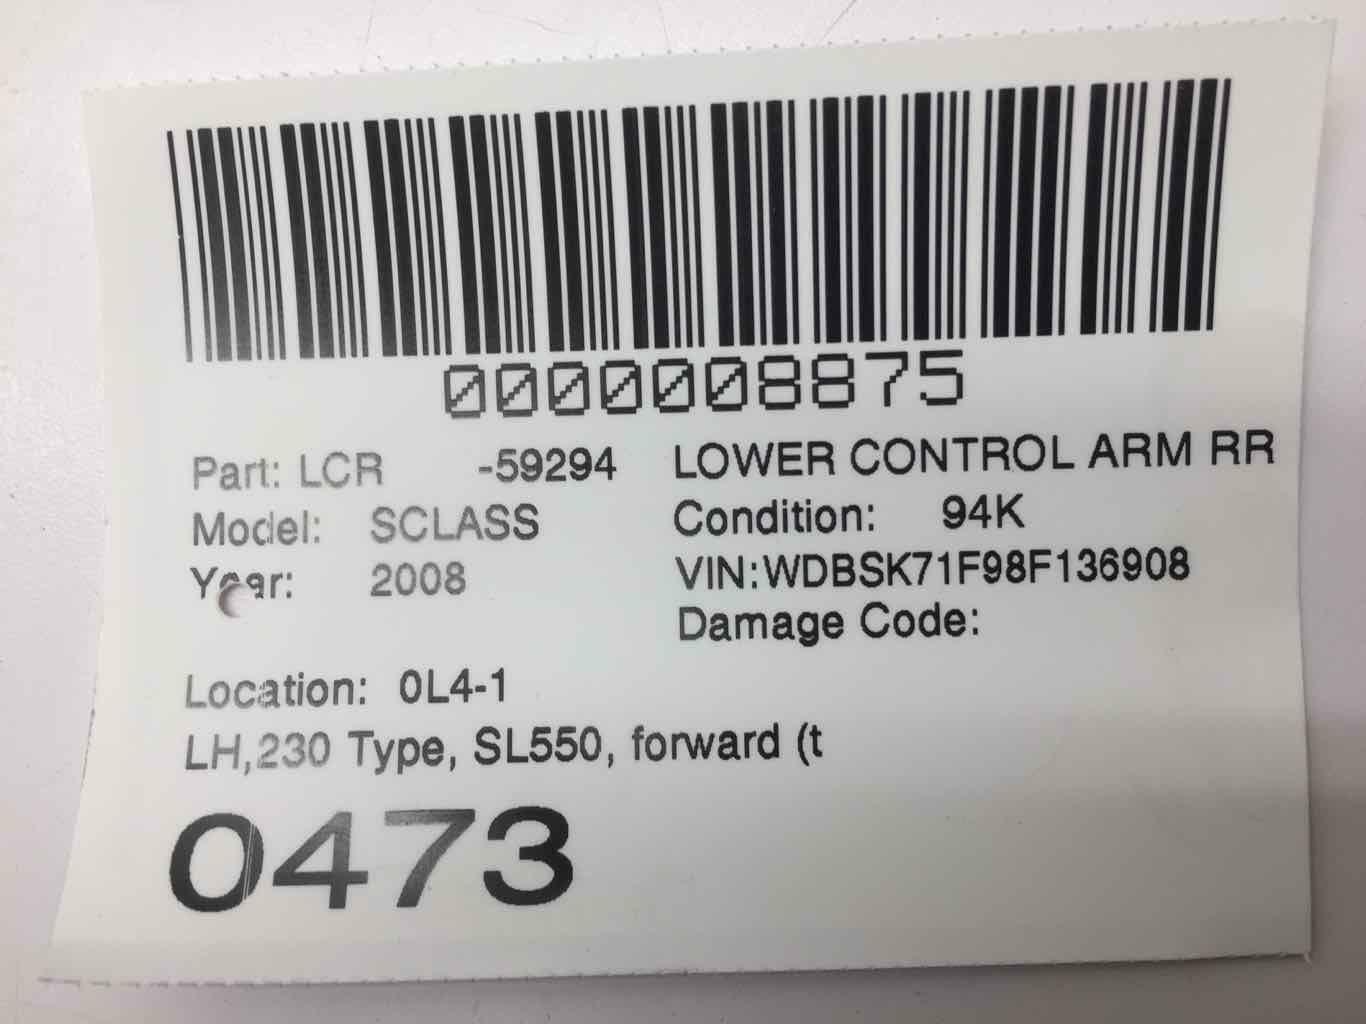 0000008875
Part: LCR -59294 LOWER CONTROL ARM RR
Model: SCLASS Condition: 94K
Year: 2008 VIN:WDBSK71F98F136908
Damage Code:
Location: 0L4-1
LH,230 Type, SL550, forward (t
0473